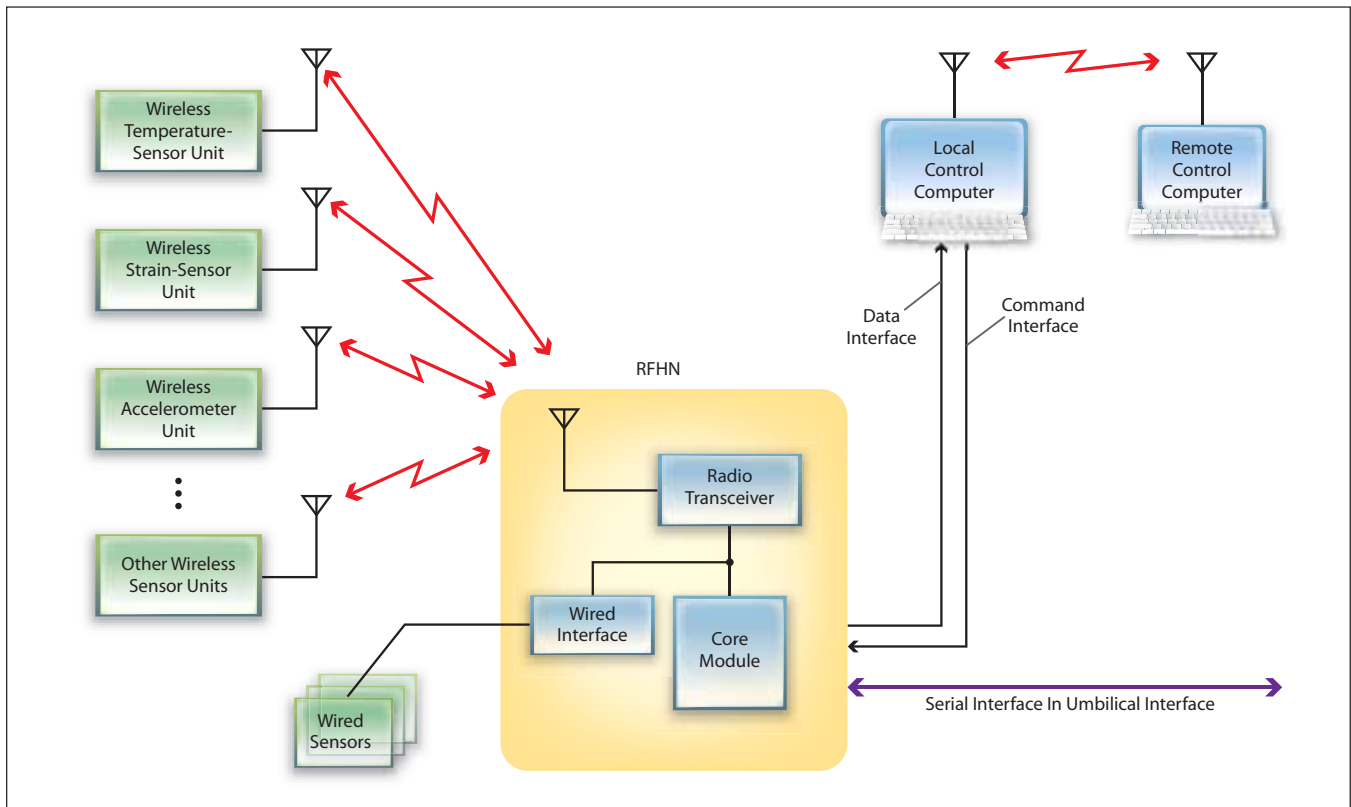 Wireless
Temperature-
Sensor Unit
Wireless
Strain-Sensor
Unit
Wireless
Accelerometer
Unit
Other Wireless
Sensor Units
Wired
Sensors
RFHN
Radio
Transceiver
Wired
Interface
Core
Module
Local
Control
Computer
Remote
Control
Computer
Data
Interface
Command
Interface
Serial Interface In Umbilical Interface